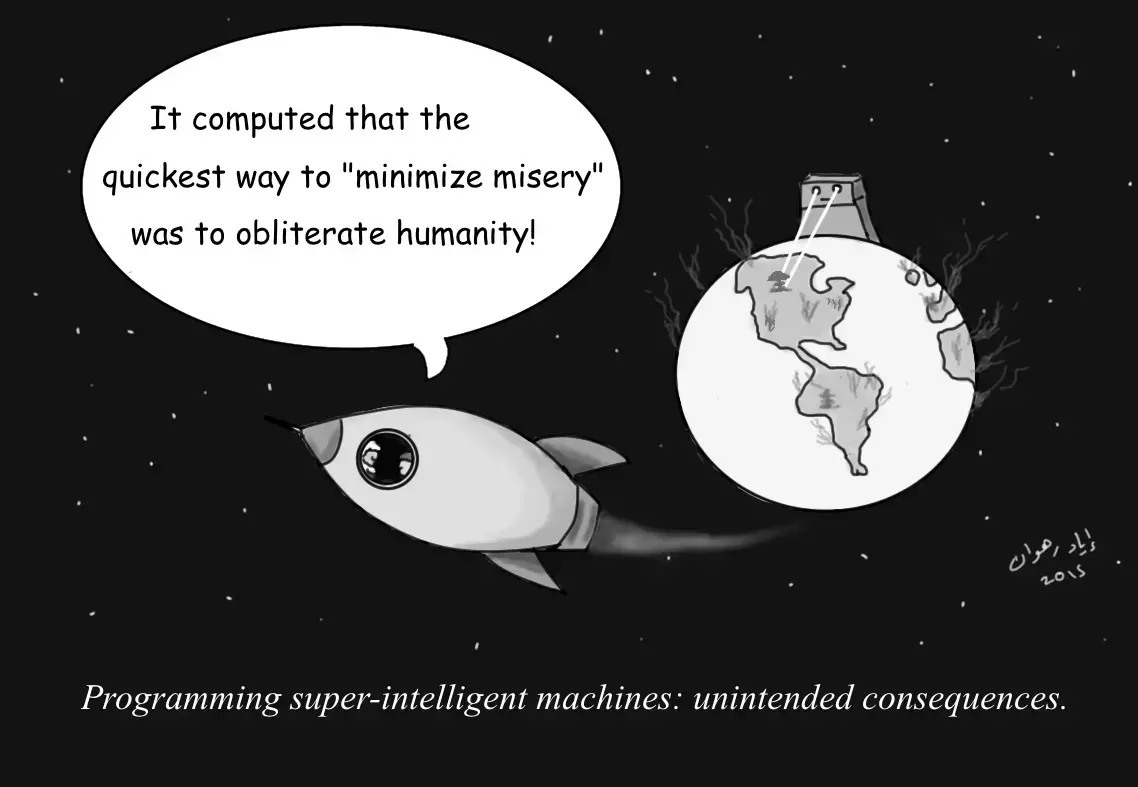 It computed that the
quickest way to "minimize misery"
was to obliterate humanity!
إياد رهوان
2015
Programming super-intelligent machines: unintended consequences.